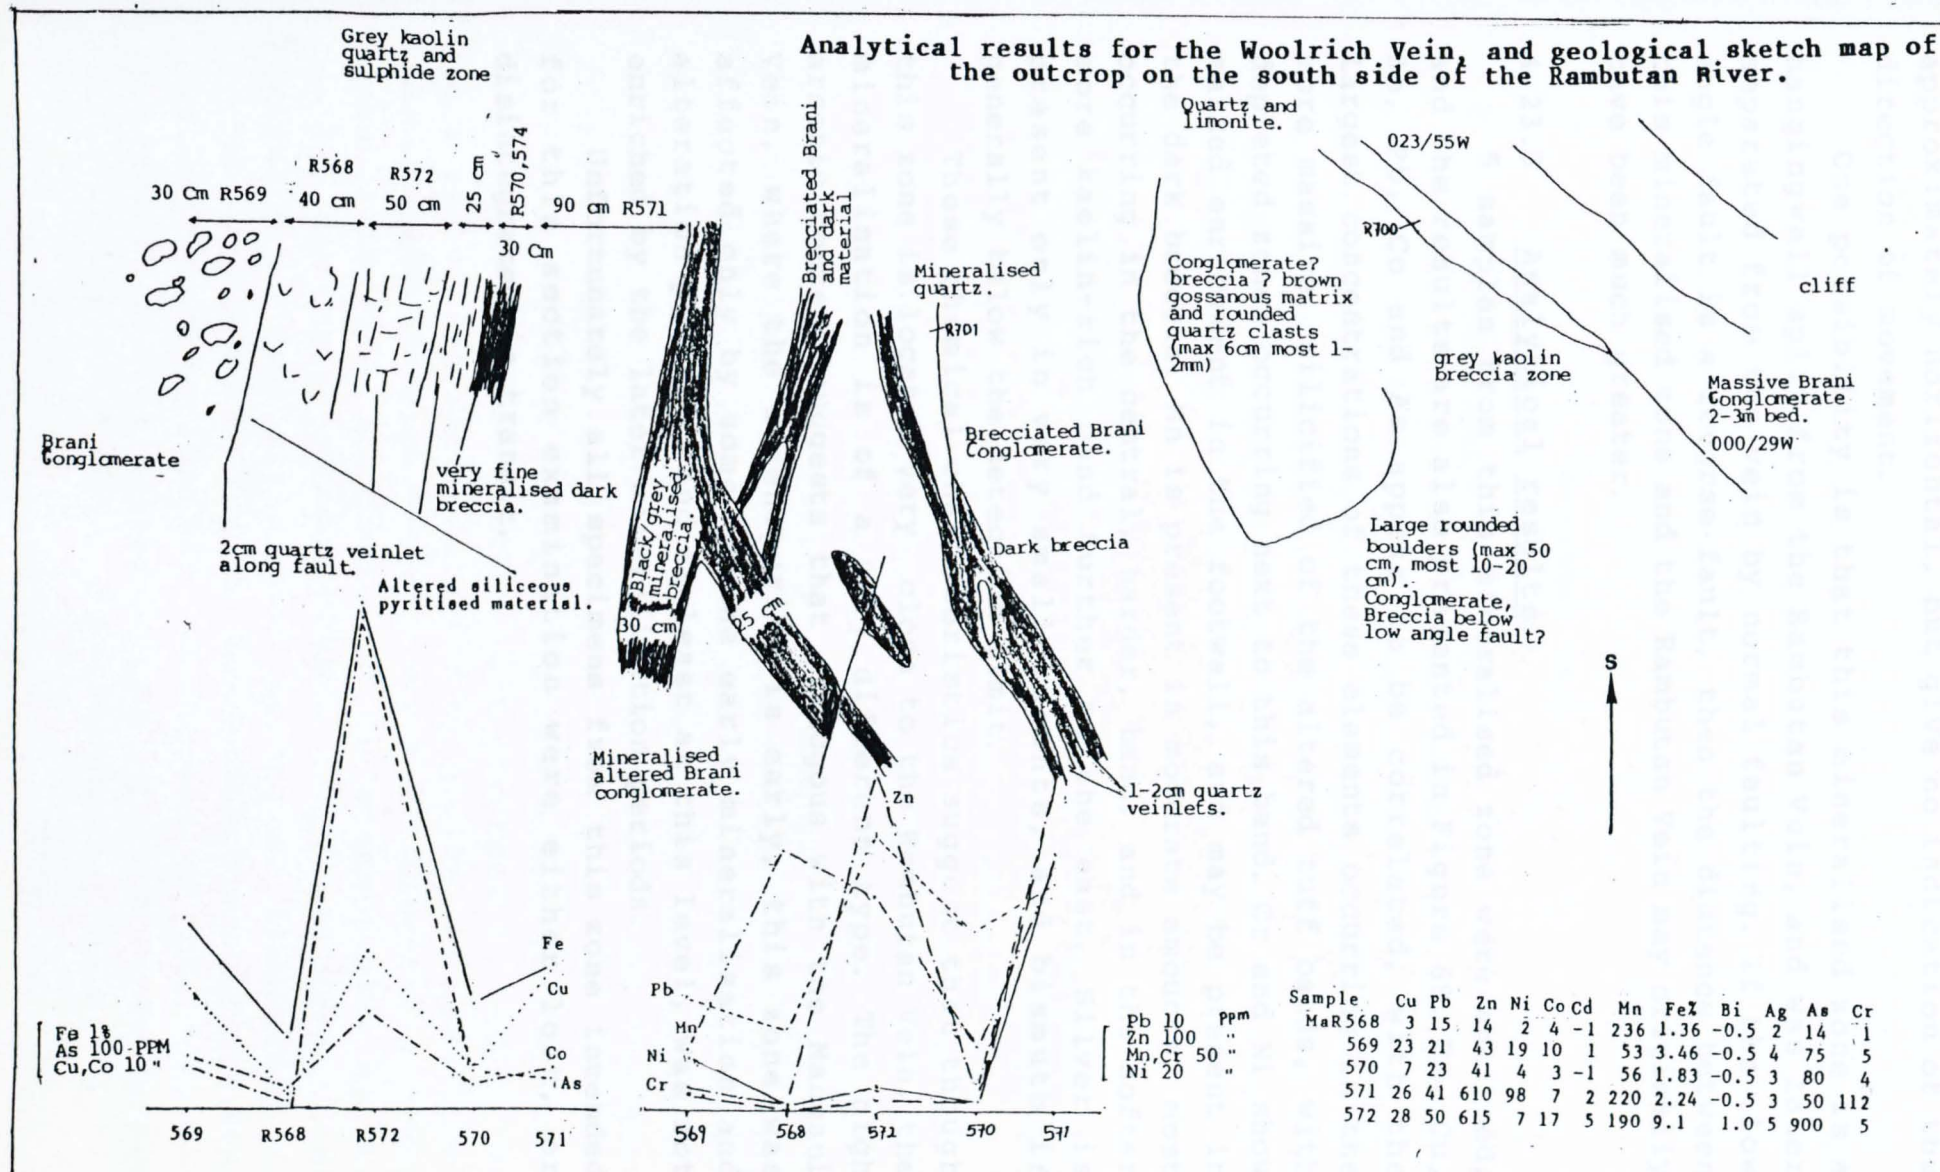 Analytical results for the Woolrich Vein, and geological sketch map of
the outcrop on the south side of the Rambutan River.
Grey kaolin
quartz and
sulphide zone
30 Cm R569
R568
40 cm
R572
50 cm
25 cm
R570,574
30 Cm
90 cm R571
Brani
Conglomerate
2cm quartz veinlet
along fault.
very fine
mineralised dark
breccia.
Altered siliceous
pyritised material.
Brecciated Brani
and dark
material
Mineralised
quartz.
R701
Brecciated Brani
Conglomerate.
Dark breccia
Black/grey
mineralised
breccia.
30 cm
25 cm
Mineralised
altered Brani
conglomerate.
1-2cm quartz
veinlets.
Quartz and
limonite.
023/55W
R700
Conglomerate?
breccia ? brown
gossanous matrix
and rounded
quartz clasts
(max 6cm most 1-
2mm)
cliff
grey kaolin
breccia zone
Massive Brani
Conglomerate
2-3m bed.
000/29W
Large rounded
boulders (max 50
cm, most 10-20
cm).
Conglomerate,
Breccia below
low angle fault?
S
Fe
Cu
Co
As
Fe 1%
As 100 PPM
Cu,Co 10 "
569 R568 R572 570 571
Zn
Pb
Mn
Ni
Cr
Pb 10 ppm
Zn 100 "
Mn,Cr 50 "
Ni 20 "
569 568 572 570 571
Sample Cu Pb Zn Ni Co Cd Mn Fe% Bi Ag As Cr
MaR568 3 15 14 2 4 -1 236 1.36 -0.5 2 14 1
569 23 21 43 19 10 1 53 3.46 -0.5 4 75 5
570 7 23 41 4 3 -1 56 1.83 -0.5 3 80 4
571 26 41 610 98 7 2 220 2.24 -0.5 3 50 112
572 28 50 615 7 17 5 190 9.1 1.0 5 900 5